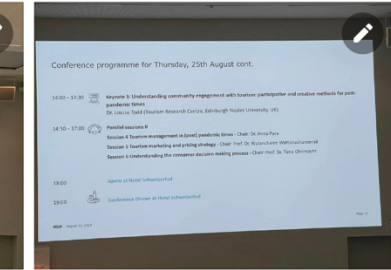 Conference programme for Thursday, 25th August cont.
14:00 – 14:30 Keynote 3: Understanding community engagement with tourism: participative and creative methods for post-
pandemic times
Dr. Louise Todd (Tourism Research Centre, Edinburgh Napier University, UK)
14:30 – 17:00 Parallel sessions II
Session 4 Tourism management in (post) pandemic times - Chair: Dr. Anna Para
Session 5 Tourism marketing and pricing strategy - Chair: Prof. Dr.
Session 6 Understanding the consumer decision making process - Chair: Prof. Dr. Timo Ohnmacht
18:00 Apéro at Hotel Schweizerhof
19:00 Conference Dinner at Hotel Schweizerhof